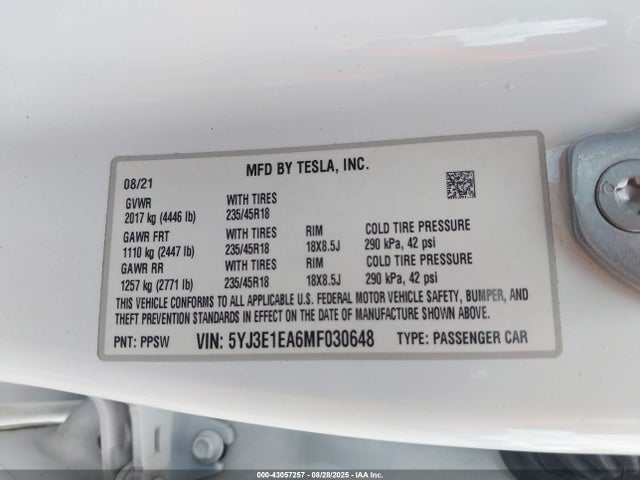 MFD BY TESLA, INC.
08/21
GVWR WITH TIRES
2017 kg (4446 lb) 235/45R18
GAWR FRT WITH TIRES RIM COLD TIRE PRESSURE
1110 kg (2447 lb) 235/45R18 18X8.5J 290 kPa, 42 psi
GAWR RR WITH TIRES RIM COLD TIRE PRESSURE
1257 kg (2771 lb) 235/45R18 18X8.5J 290 kPa, 42 psi
THIS VEHICLE CONFORMS TO ALL APPLICABLE U.S. FEDERAL MOTOR VEHICLE SAFETY, BUMPER, AND
THEFT PREVENTION STANDARDS IN EFFECT ON THE DATE OF MANUFACTURE SHOWN ABOVE.
PNT: PPSW VIN: 5YJ3E1EA6MF030648 TYPE: PASSENGER CAR
000-43057257 - 08/28/2025 - IAA Corp.